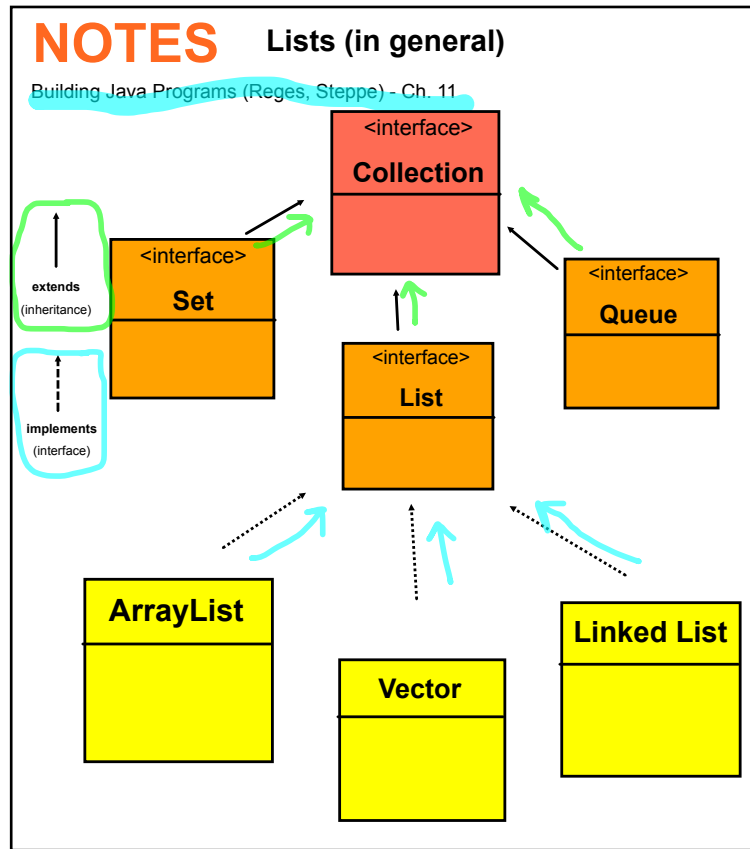 NOTES
Lists (in general)
Building Java Programs (Reges, Steppe) - Ch. 11
<interface>
Collection
extends
(inheritance)
<interface>
Set
<interface>
Queue
implements
(interface)
<interface>
List
ArrayList
Vector
Linked List